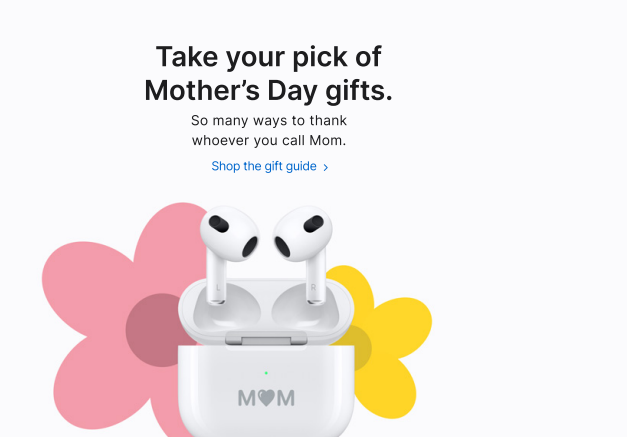 Take your pick of
Mother’s Day gifts.
So many ways to thank
whoever you call Mom.
Shop the gift guide ›
L R
M🩶M